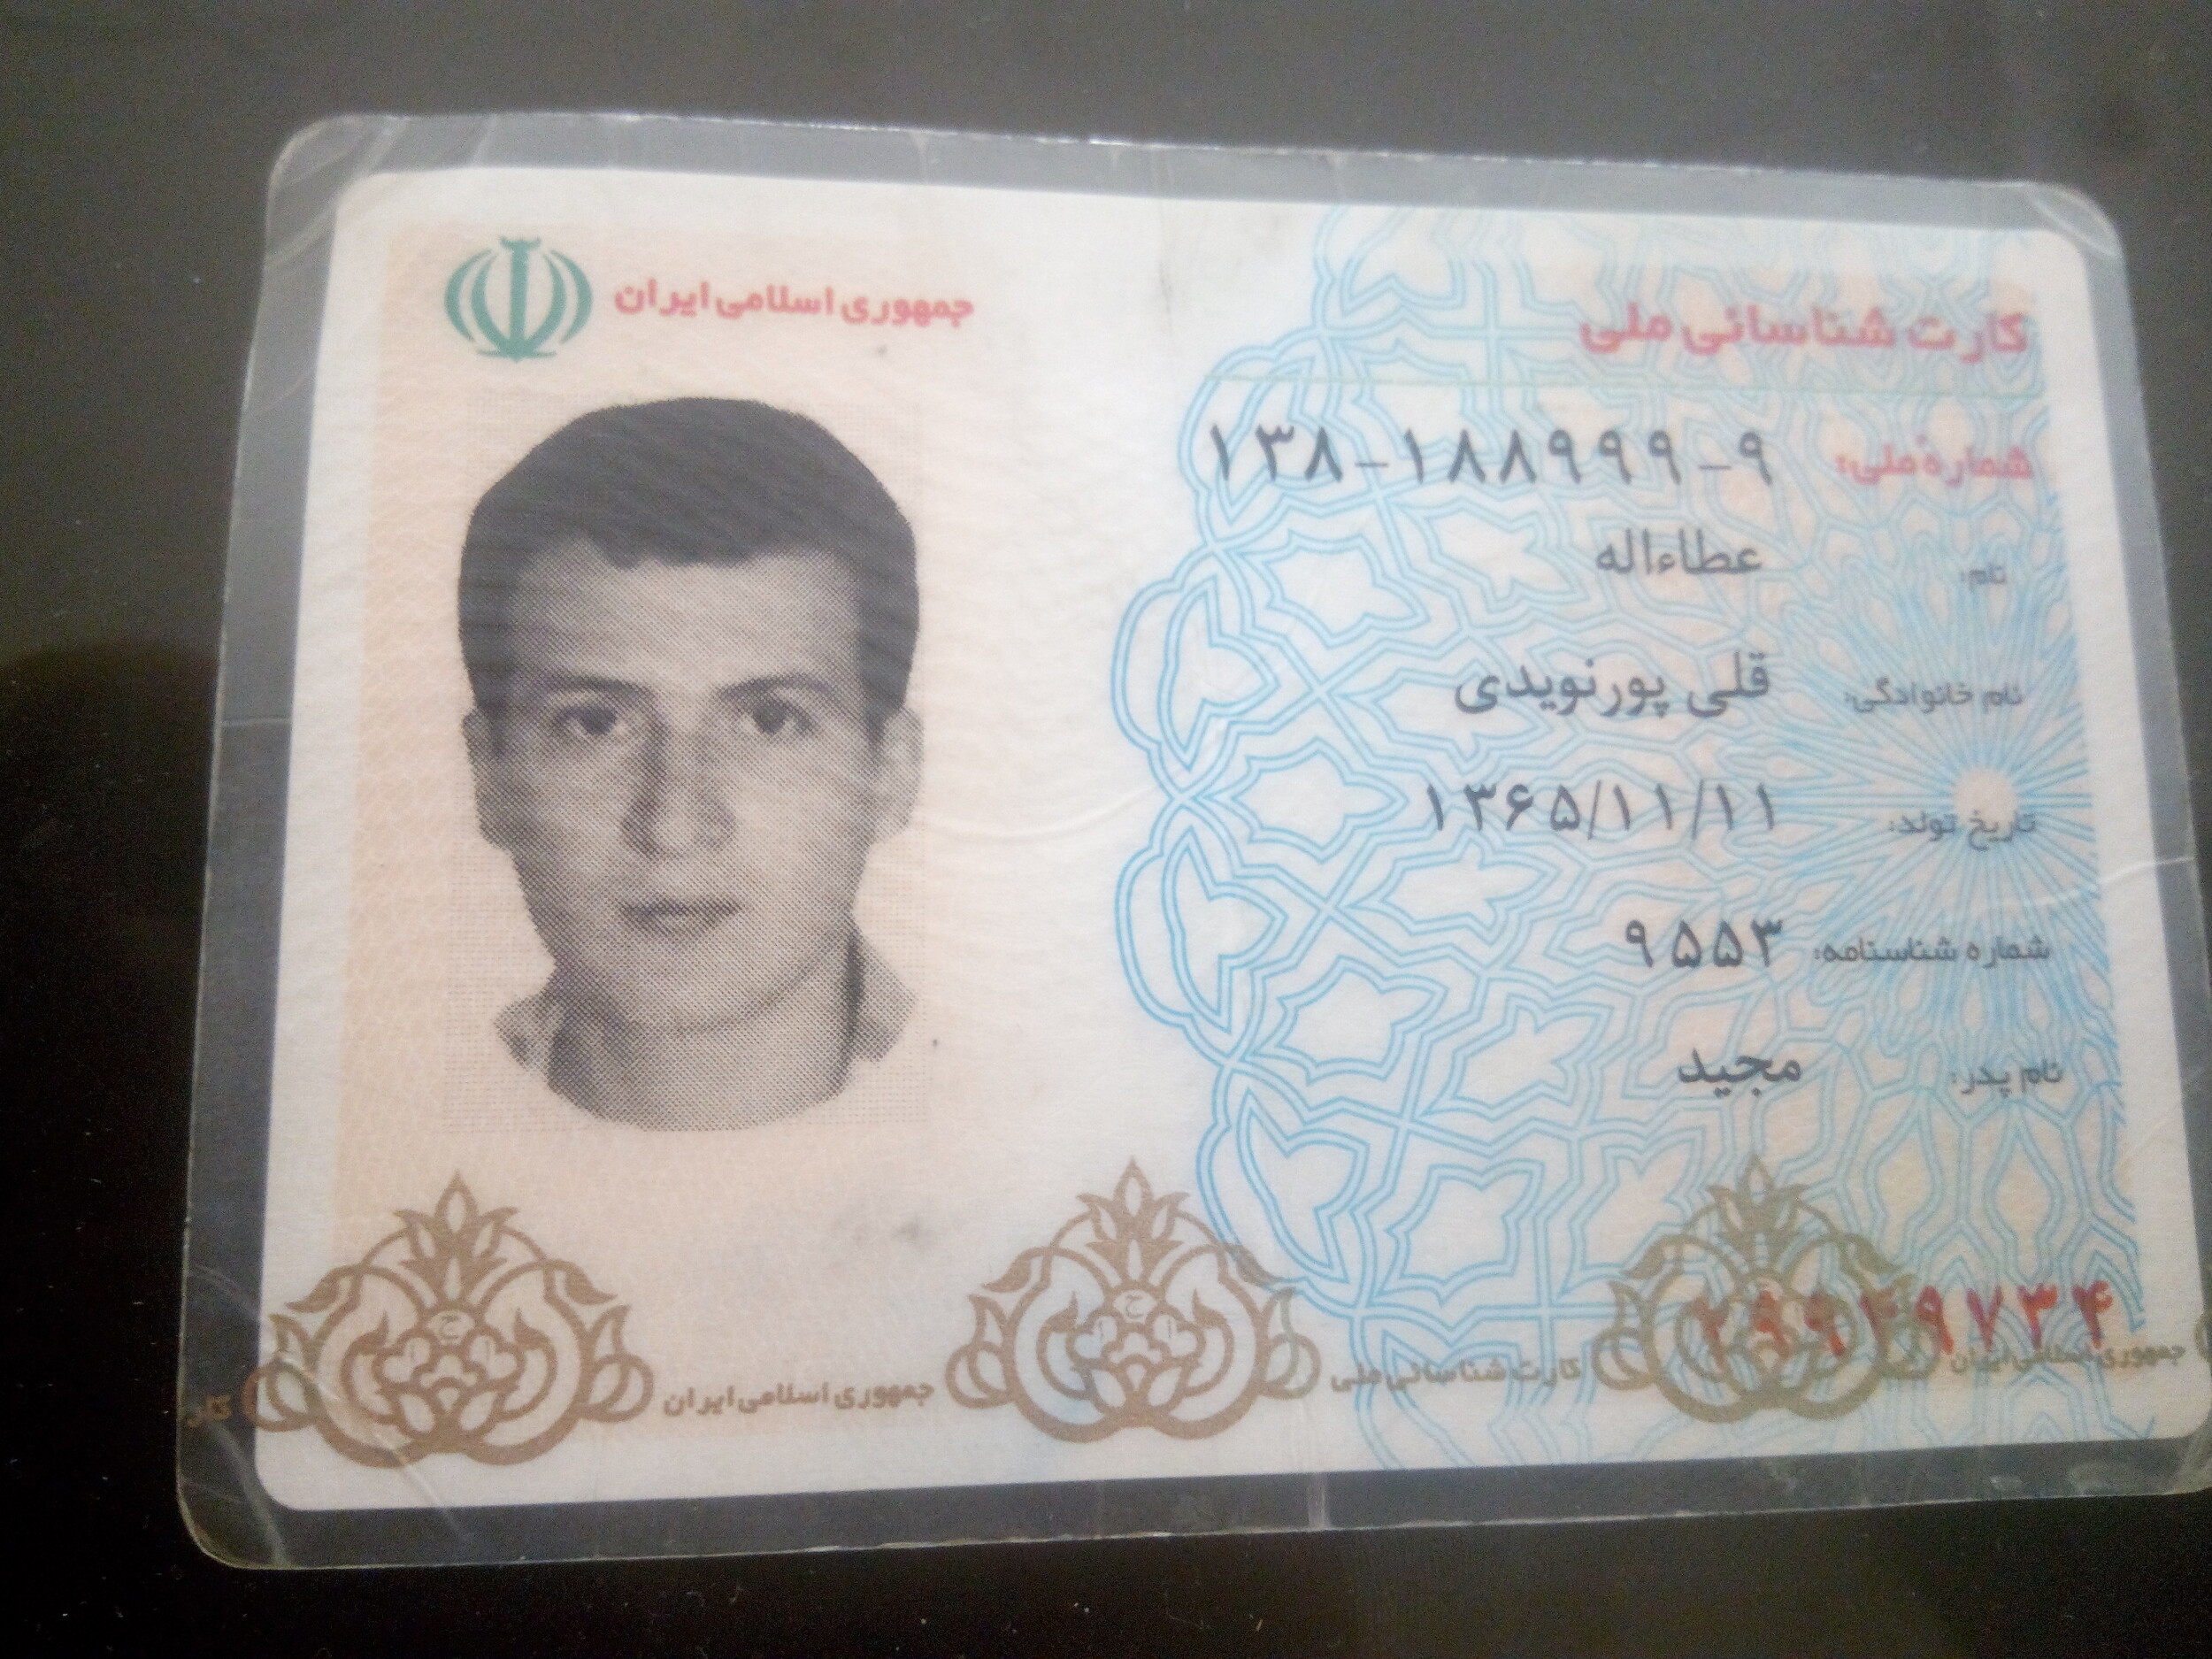 جمهوری اسلامی ایران
کارت شناسائی ملی
شماره ملی: ۱۳۸-۱۸۸۹۹۹-۹
نام: عطاءاله
نام خانوادگی: قلی پورنویدی
تاریخ تولد: ۱۳۶۵/۱۱/۱۱
شماره شناسنامه: ۹۵۵۳
نام پدر: مجید
جمهوری اسلامی ایران کارت شناسائی ملی جمهوری اسلامی ایران